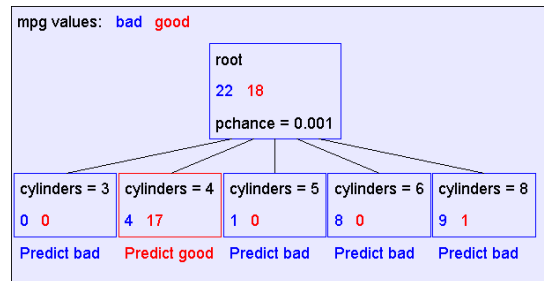 mpg values: bad good
root
22 18
pchance = 0.001
cylinders = 3 cylinders = 4 cylinders = 5 cylinders = 6 cylinders = 8
0 0 4 17 1 0 8 0 9 1
Predict bad Predict good Predict bad Predict bad Predict bad